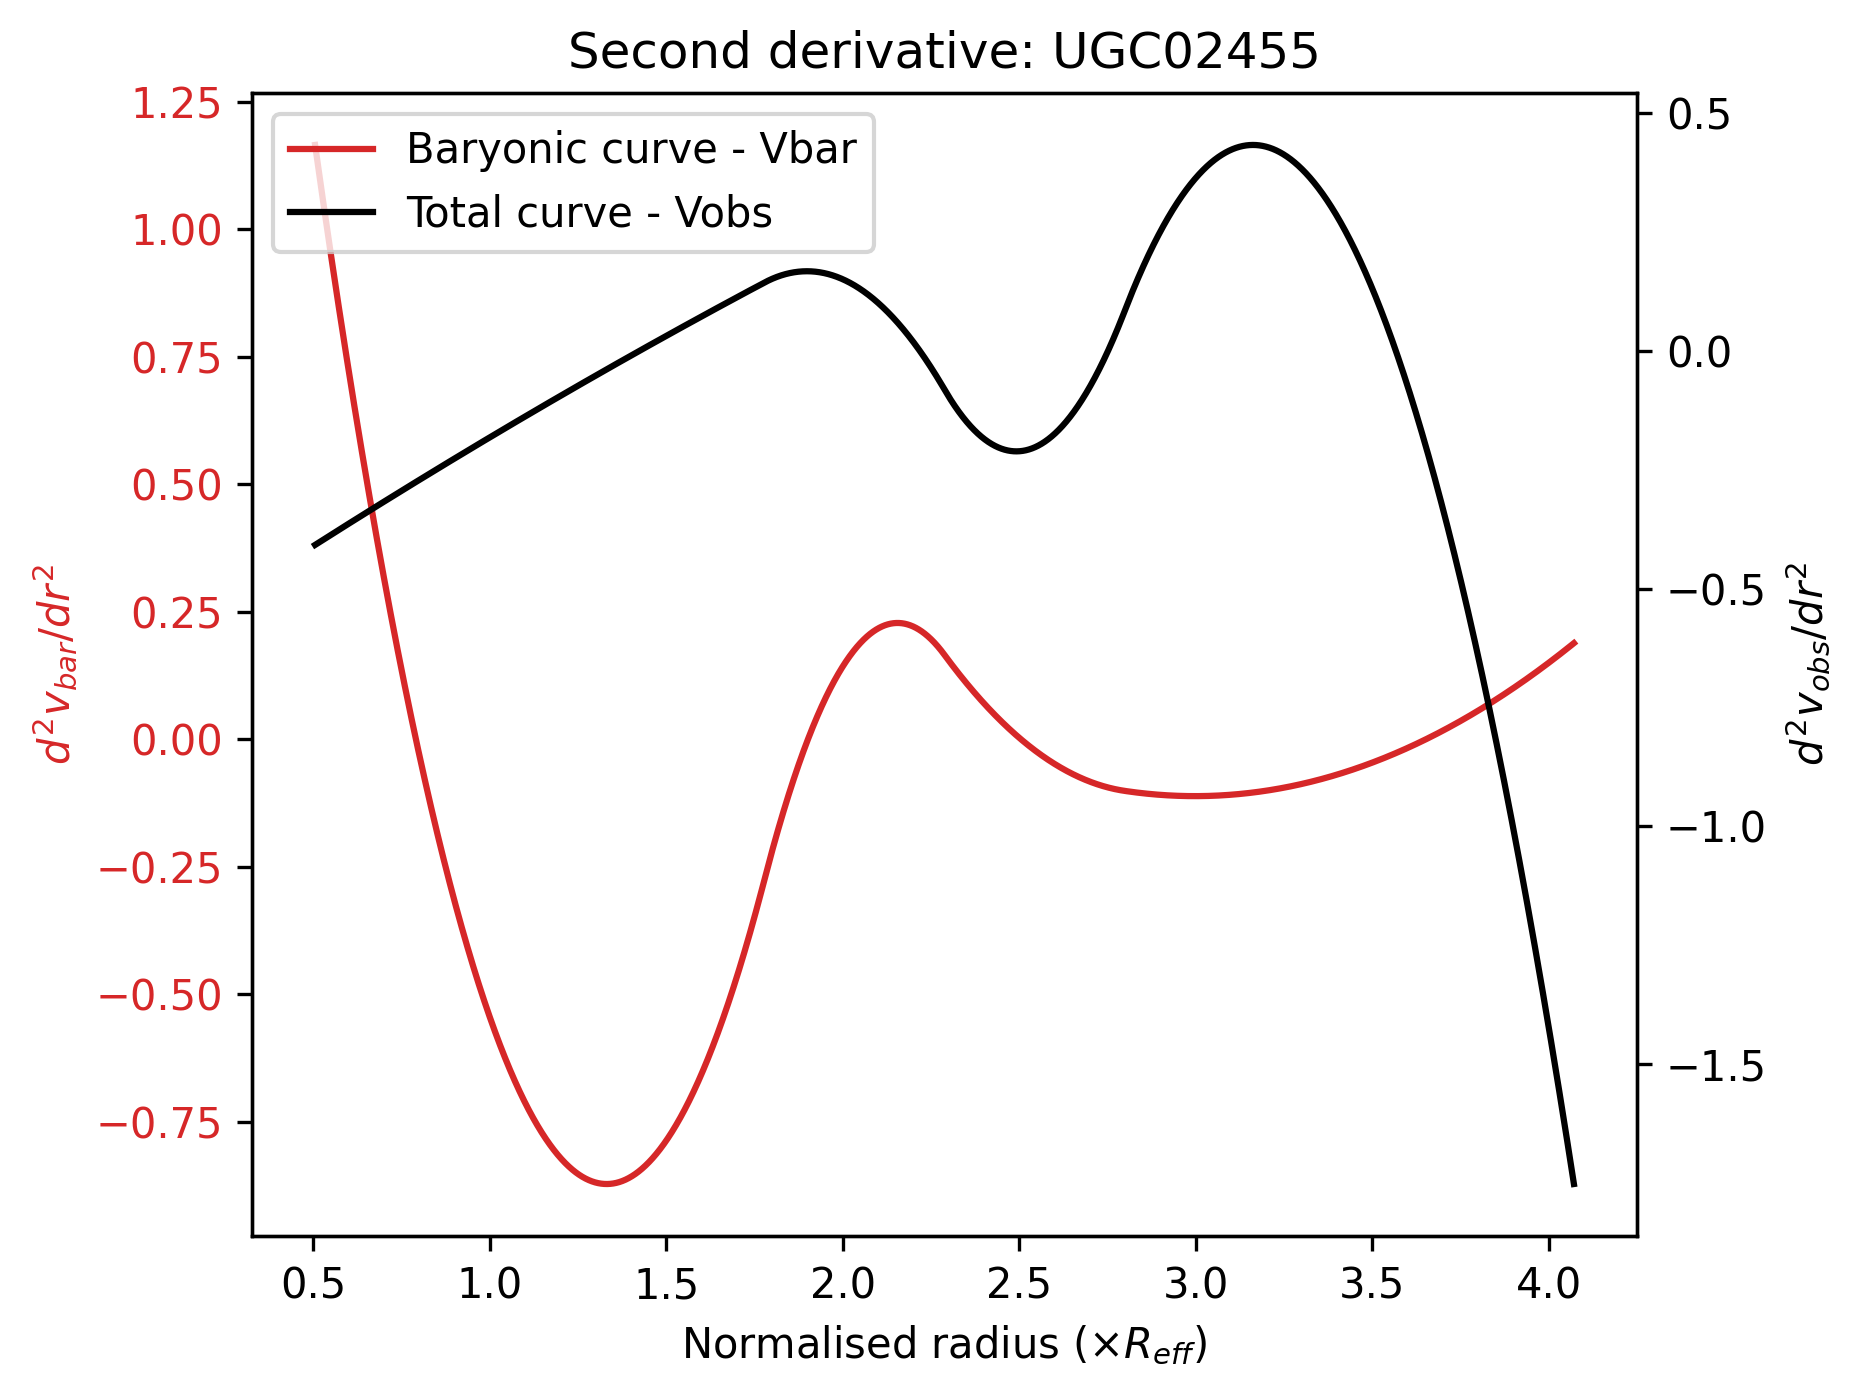 Second derivative: UGC02455
Baryonic curve - Vbar
Total curve - Vobs
1.25
1.00
0.75
0.50
0.25
0.00
−0.25
−0.50
−0.75
d²v_bar/dr²
0.5
0.0
−0.5
−1.0
−1.5
d²v_obs/dr²
0.5 1.0 1.5 2.0 2.5 3.0 3.5 4.0
Normalised radius (×R_eff)